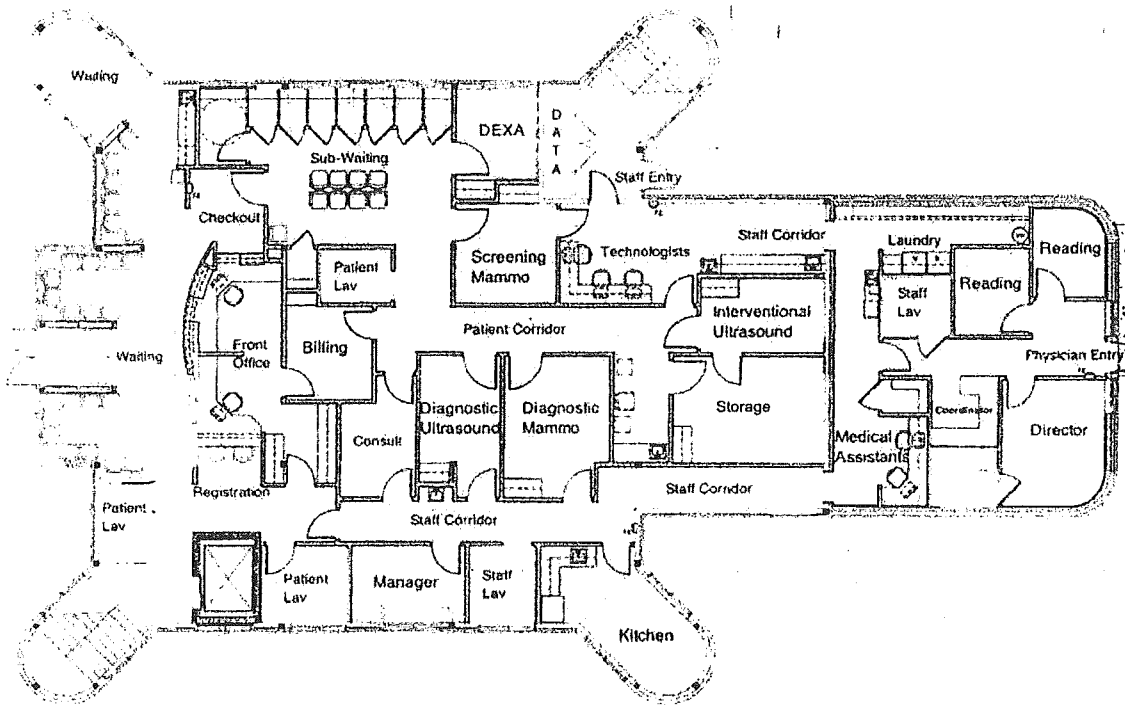 Waiting
DEXA
D
A
T
A
Sub-Waiting
Staff Entry
Checkout
Technologists
Staff Corridor
Laundry
Reading
Screening
Mammo
Patient
Lav
Reading
Interventional
Ultrasound
Staff
Lav
Patient Corridor
Waiting
Front
Office
Billing
Physician Entry
Diagnostic
Ultrasound
Diagnostic
Mammo
Storage
Coordinator
Consult
Medical
Assistants
Director
Registration
Staff Corridor
Patient
Lav
Staff Corridor
Patient
Lav
Manager
Staff
Lav
Kitchen